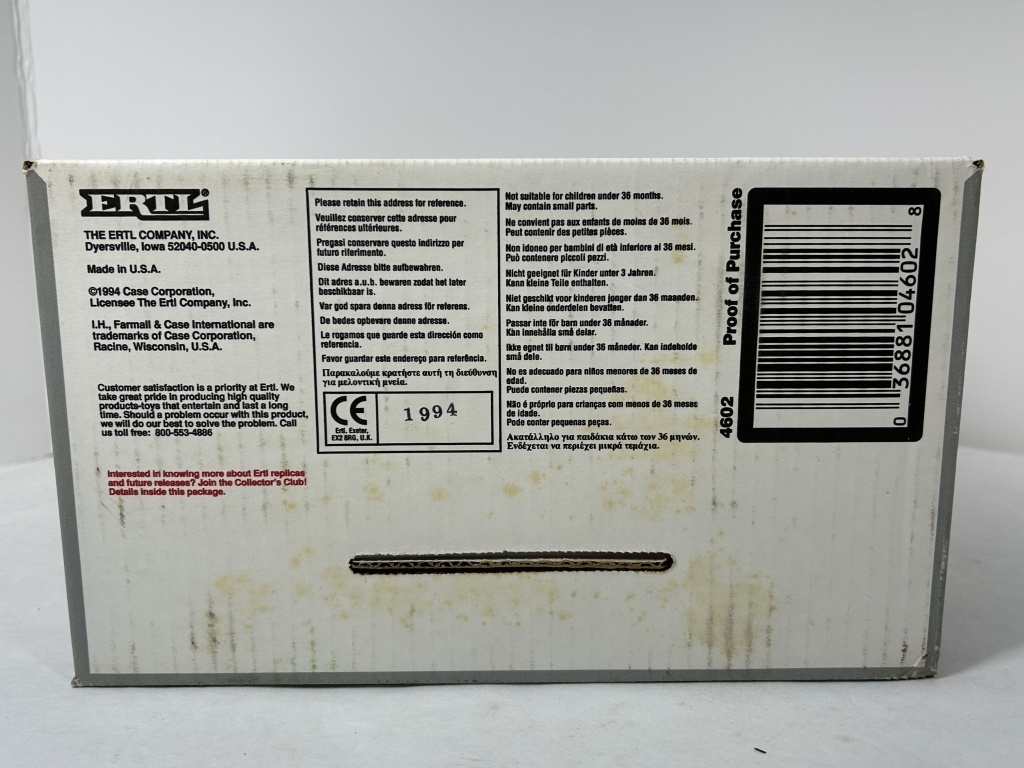 ERTL®
THE ERTL COMPANY, INC.
Dyersville, Iowa 52040-0500 U.S.A.
Made in U.S.A.
©1994 Case Corporation,
Licensee The Ertl Company, Inc.
I.H., Farmall & Case International are
trademarks of Case Corporation,
Racine, Wisconsin, U.S.A.
Customer satisfaction is a priority at Ertl. We
take great pride in producing high quality
products-toys that entertain and last a long
time. Should a problem occur with this product,
we will do our best to solve the problem. Call
us toll free: 800-553-4886
Interested in knowing more about Ertl replicas
and future releases? Join the Collector's Club!
Details inside this package.
Please retain this address for reference.
Veuillez conserver cette adresse pour
références ultérieures.
Pregasi conservare questo indirizzo per
futuro riferimento.
Diese Adresse bitte aufbewahren.
Dit adres a.u.b. bewaren zodat het later
beschikbaar is.
Var god spara denna adress för referens.
De bedes opbevare denne adresse.
Le rogamos que guarde esta dirección como
referencia.
Favor guardar este endereço para referência.
Παρακαλούμε κρατήστε αυτή τη διεύθυνση
για μελοντική μνεία.
CE
Ertl, Exeter,
EX2 8RG, U.K.
1994
Not suitable for children under 36 months.
May contain small parts.
Ne convient pas aux enfants de moins de 36 mois.
Peut contenir des petites pièces.
Non idoneo per bambini di età inferiore ai 36 mesi.
Può contenere piccoli pezzi.
Nicht geeignet für Kinder unter 3 Jahren.
Kann kleine Teile enthalten.
Niet geschikt voor kinderen jonger dan 36 maanden.
Kan kleine onderdelen bevatten.
Passar inte för barn under 36 månader.
Kan innehålla små delar.
Ikke egnet til børn under 36 måneder. Kan indeholde
små dele.
No es adecuado para niños menores de 36 meses de
edad.
Puede contener piezas pequeñas.
Não é próprio para crianças com menos de 36 meses
de idade.
Pode conter pequenas peças.
Ακατάλληλο για παιδάκια κάτω των 36 μηνών.
Ενδέχεται να περιέχει μικρά τεμάχια.
4602 Proof of Purchase
0 36881 04602 8